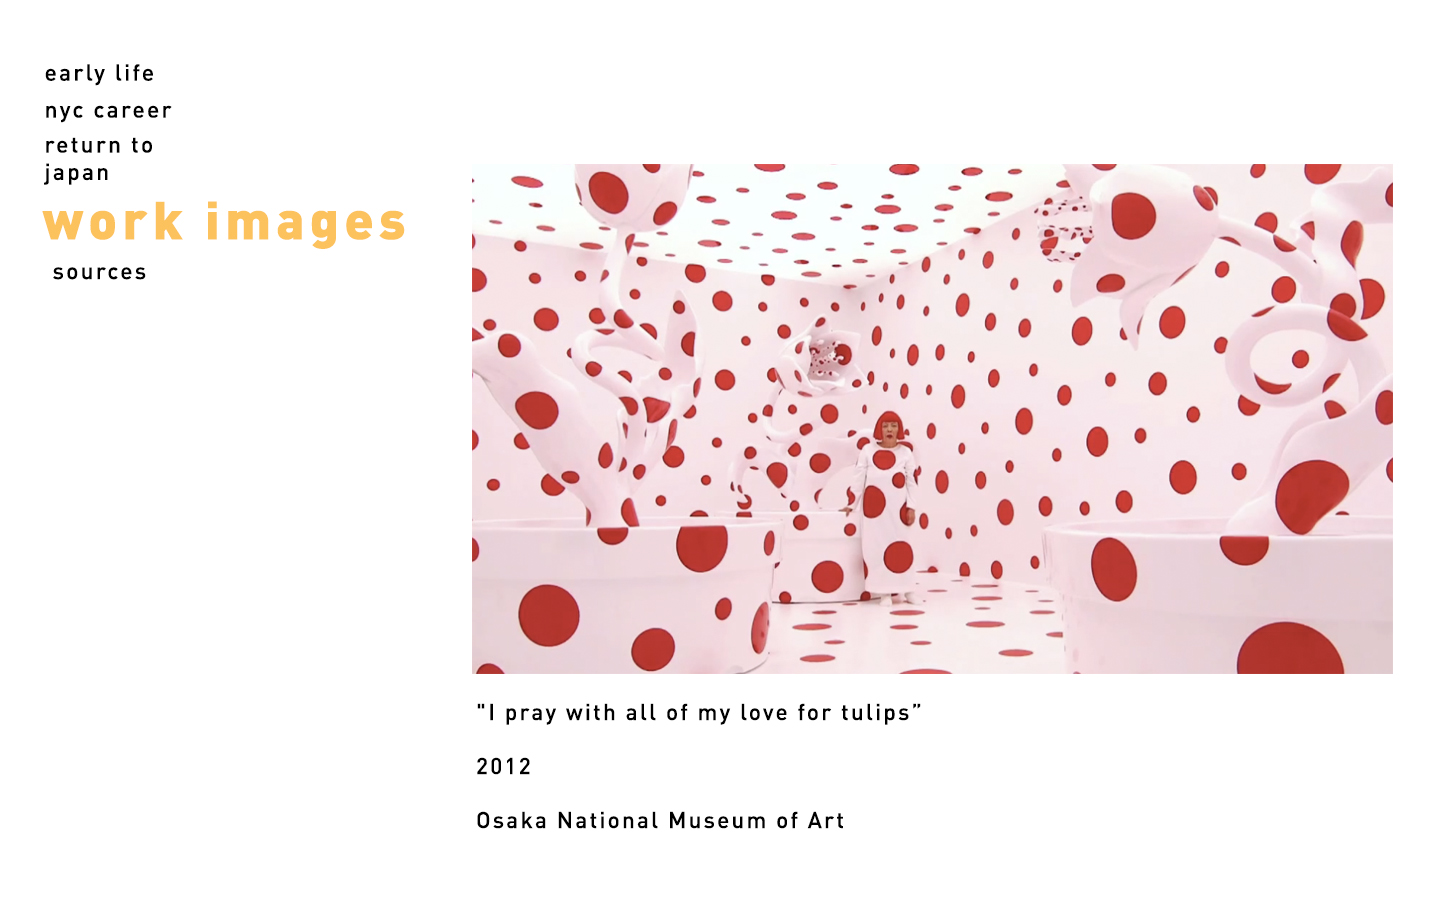 early life
nyc career
return to
japan
work images
sources
"I pray with all of my love for tulips”
2012
Osaka National Museum of Art